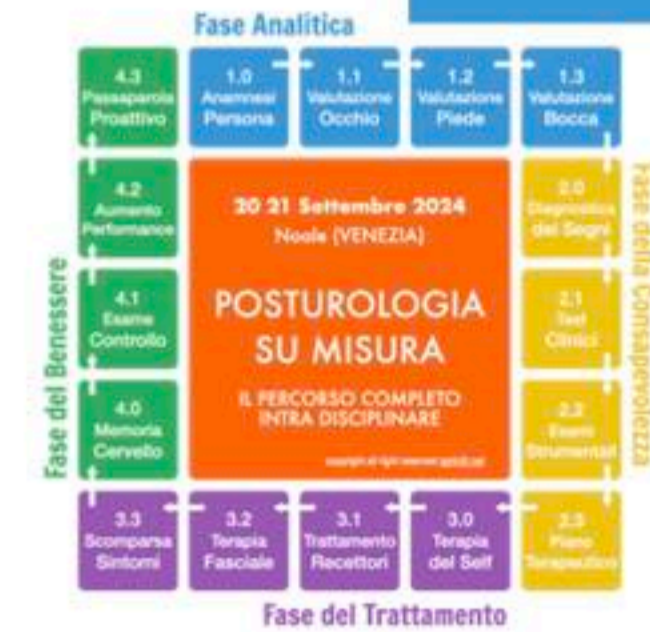 Fase Analitica
4.3
Passaparola
Proattivo
1.0
Anamnesi
Persona
1.1
Valutazione
Occhio
1.2
Valutazione
Piede
1.3
Valutazione
Bocca
4.2
Aumento
Performance
20 21 Settembre 2024
Noale (VENEZIA)
2.0
Diagnostica
dei Segni
4.1
Esame
Controllo
POSTUROLOGIA
SU MISURA
2.1
Test
Clinici
4.0
Memoria
Cervello
IL PERCORSO COMPLETO
INTRA DISCIPLINARE
2.2
Esami
Strumentali
3.3
Scomparsa
Sintomi
3.2
Terapia
Fasciale
3.1
Trattamento
Recettori
3.0
Terapia
del Self
2.3
Piano
Terapeutico
Fase del Benessere
Fase della Consapevolezza
Fase del Trattamento